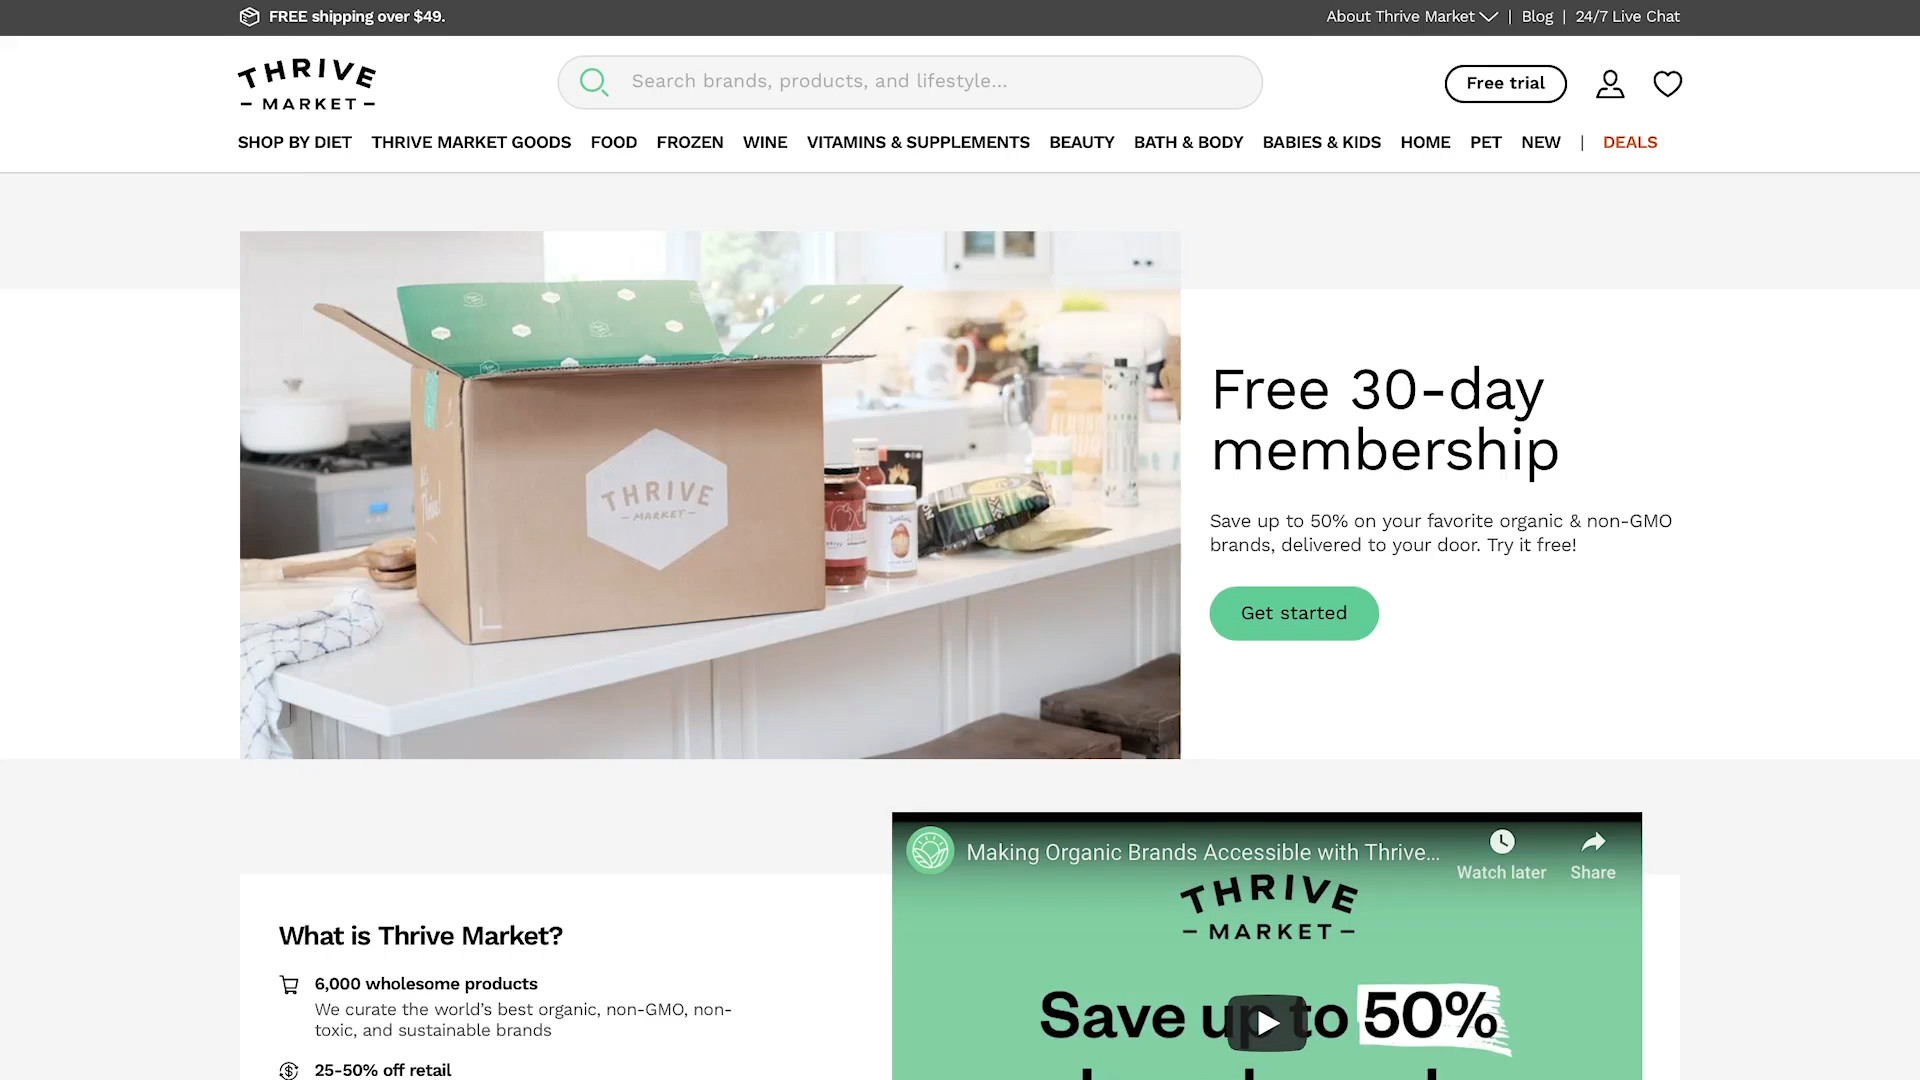 FREE shipping over $49.
About Thrive Market | Blog | 24/7 Live Chat
THRIVE
MARKET
Search brands, products, and lifestyle...
Free trial
SHOP BY DIET THRIVE MARKET GOODS FOOD FROZEN WINE VITAMINS & SUPPLEMENTS BEAUTY BATH & BODY BABIES & KIDS HOME PET NEW | DEALS
THRIVE
MARKET
Free 30-day
membership
Save up to 50% on your favorite organic & non-GMO
brands, delivered to your door. Try it free!
Get started
Making Organic Brands Accessible with Thrive...
Watch later
Share
THRIVE
MARKET
Save up to 50%
What is Thrive Market?
6,000 wholesome products
We curate the world's best organic, non-GMO, non-
toxic, and sustainable brands
25-50% off retail